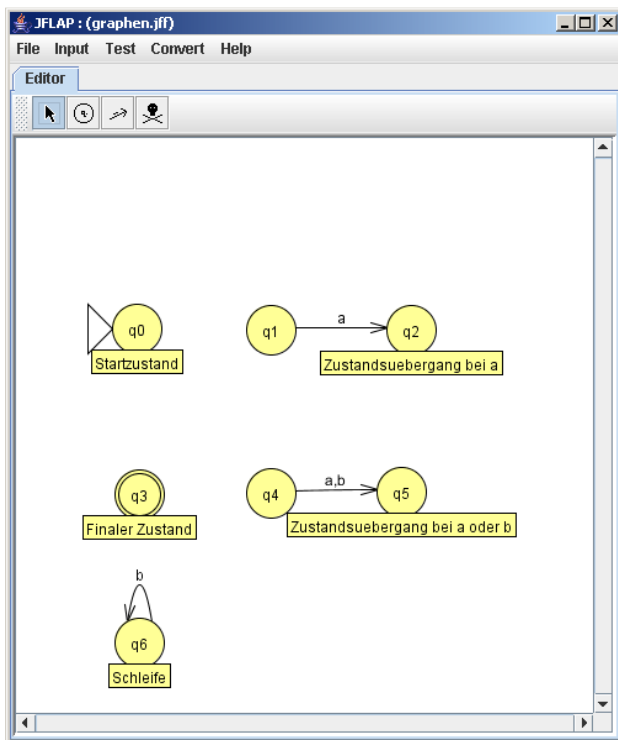 JFLAP : (graphen.jff)
File Input Test Convert Help
Editor
q0
Startzustand
q1
a
q2
Zustandsuebergang bei a
q3
Finaler Zustand
q4
a,b
q5
Zustandsuebergang bei a oder b
b
q6
Schleife